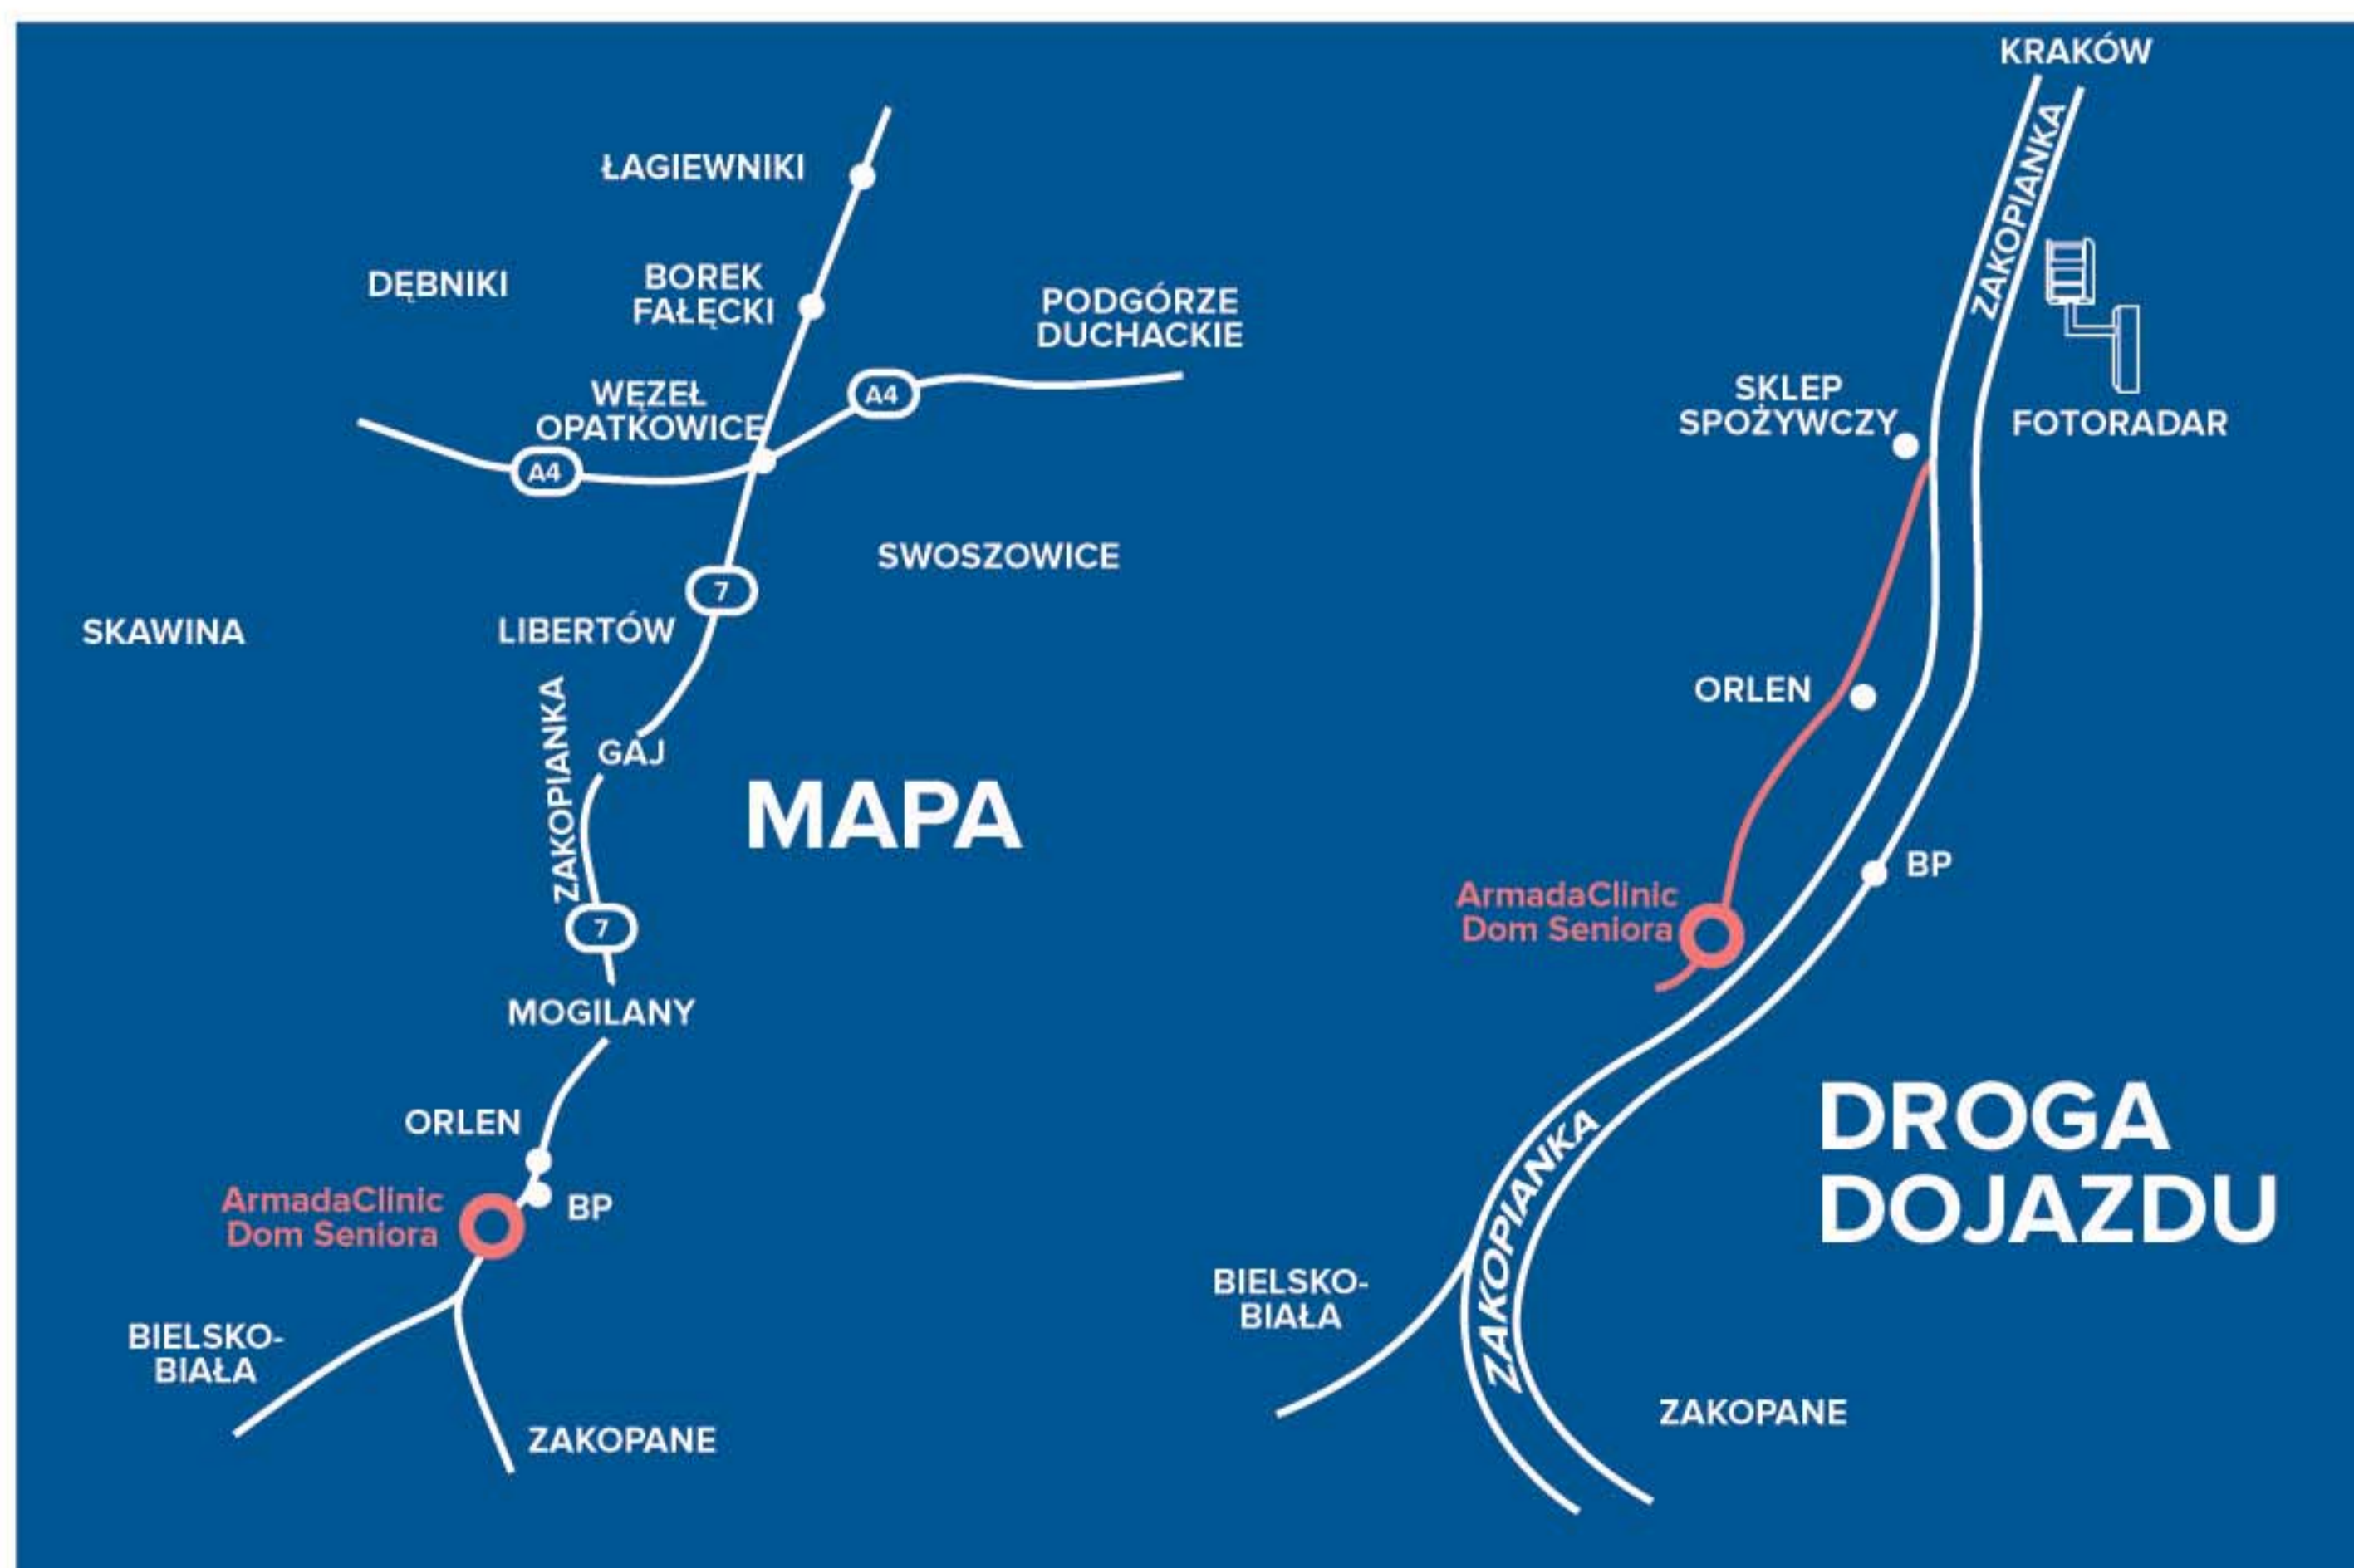 ŁAGIEWNIKI
DĘBNIKI
BOREK
FAŁĘCKI
PODGÓRZE
DUCHACKIE
WĘZEŁ
OPATKOWICE
A4
A4
SWOSZOWICE
7
SKAWINA
LIBERTÓW
ZAKOPIANKA
GAJ
MAPA
7
MOGILANY
ORLEN
ArmadaClinic
Dom Seniora
BP
BIELSKO-
BIAŁA
ZAKOPANE
KRAKÓW
ZAKOPIANKA
SKLEP
SPOŻYWCZY
FOTORADAR
ORLEN
BP
ArmadaClinic
Dom Seniora
DROGA
DOJAZDU
ZAKOPIANKA
BIELSKO-
BIAŁA
ZAKOPANE